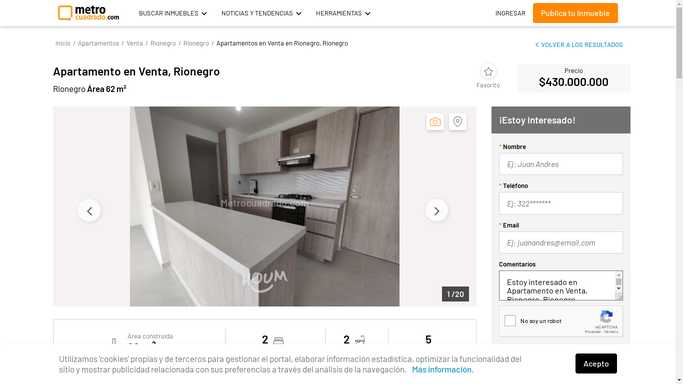 metro
cuadrado.com
BUSCAR INMUEBLES
NOTICIAS Y TENDENCIAS
HERRAMIENTAS
INGRESAR
Publica tu inmueble
Inicio / Apartamentos / Venta / Rionegro / Rionegro / Apartamentos en Venta en Rionegro, Rionegro
VOLVER A LOS RESULTADOS
Apartamento en Venta, Rionegro
Rionegro Área 62 m²
Favorito
Precio
$430.000.000
¡Estoy Interesado!
* Nombre
Ej: Juan Andres
* Teléfono
Ej: 322*******
* Email
Ej: juanandres@email.com
Comentarios
Estoy interesado en
Apartamento en Venta,
Rionegro, Rionegro
No soy un robot
reCAPTCHA
Privacidad - Términos
Metrocuadrado.com
HOUM
1 / 20
Área construida
2
2
5
Utilizamos 'cookies' propias y de terceros para gestionar el portal, elaborar información estadística, optimizar la funcionalidad del
sitio y mostrar publicidad relacionada con sus preferencias a través del análisis de la navegación. Más información.
Acepto